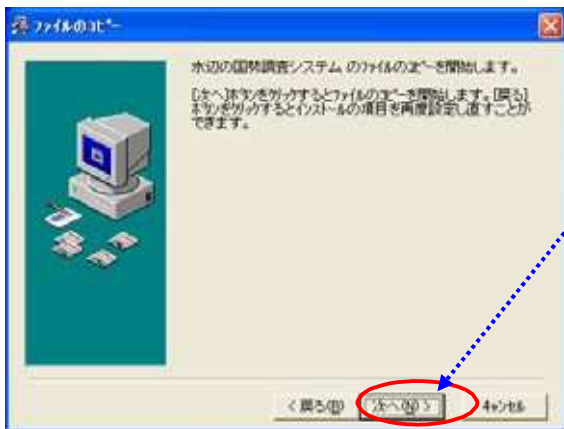 ファイルのコピー
水辺の国勢調査システム のファイルのコピーを開始します。
[次へ]ボタンをクリックするとファイルのコピーを開始します。[戻る]
ボタンをクリックするとインストールの項目を再度設定し直すことが
できます。
< 戻る(B)
次へ(N) >
キャンセル